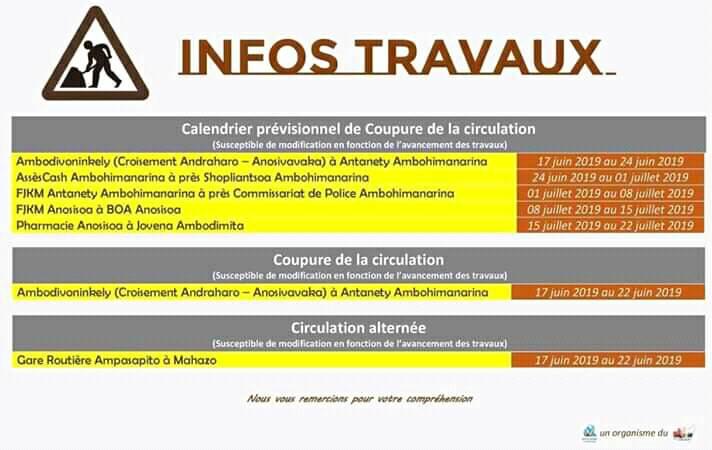 INFOS TRAVAUX
Calendrier prévisionnel de Coupure de la circulation
(Susceptible de modification en fonction de l'avancement des travaux)
Ambodivoninkely (Croisement Andraharo – Anosivavaka) à Antanety Ambohimanarina 17 juin 2019 au 24 juin 2019
AssèsCash Ambohimanarina à près Shopliantsoa Ambohimanarina 24 juin 2019 au 01 juillet 2019
FJKM Antanety Ambohimanarina à près Commissariat de Police Ambohimanarina 01 juillet 2019 au 08 juillet 2019
FJKM Anosisoa à BOA Anosisoa 08 juillet 2019 au 15 juillet 2019
Pharmacie Anosisoa à Jovena Ambodimita 15 juillet 2019 au 22 juillet 2019
Coupure de la circulation
(Susceptible de modification en fonction de l'avancement des travaux)
Ambodivoninkely (Croisement Andraharo – Anosivavaka) à Antanety Ambohimanarina 17 juin 2019 au 22 juin 2019
Circulation alternée
(Susceptible de modification en fonction de l'avancement des travaux)
Gare Routière Ampasapito à Mahazo 17 juin 2019 au 22 juin 2019
Nous vous remercions pour votre compréhension
un organisme du